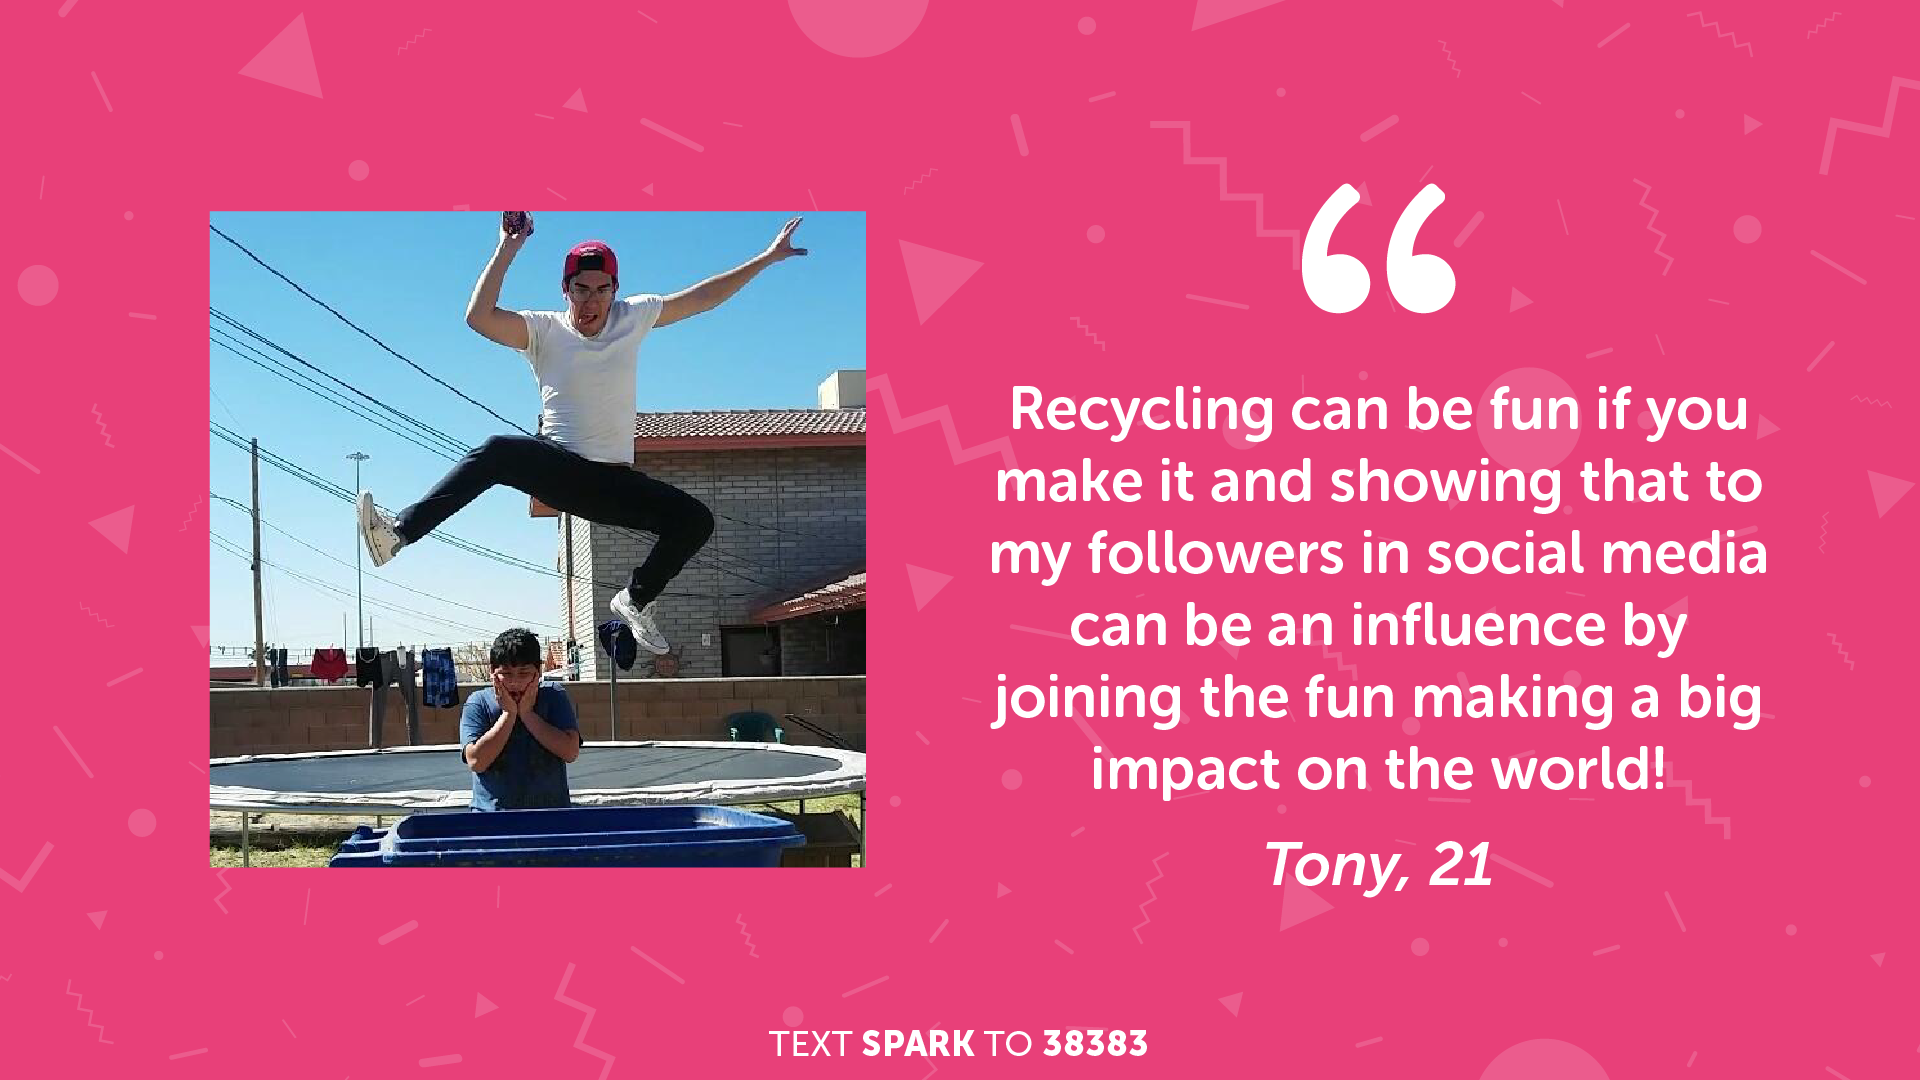 “
Recycling can be fun if you
make it and showing that to
my followers in social media
can be an influence by
joining the fun making a big
impact on the world!
Tony, 21
TEXT SPARK TO 38383